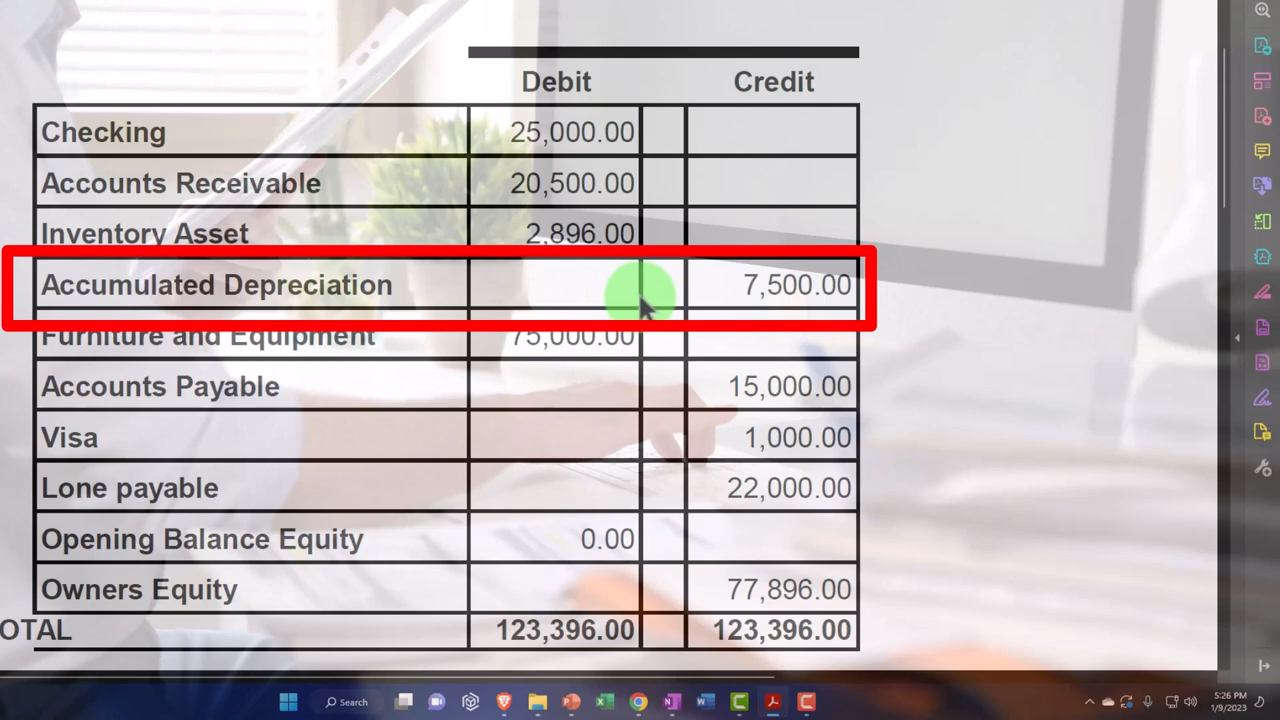 Debit Credit
Checking 25,000.00
Accounts Receivable 20,500.00
Inventory Asset 2,896.00
Accumulated Depreciation 7,500.00
Furniture and Equipment 75,000.00
Accounts Payable 15,000.00
Visa 1,000.00
Lone payable 22,000.00
Opening Balance Equity 0.00
Owners Equity 77,896.00
OTAL 123,396.00 123,396.00
Search
5:26 PM
1/9/2023